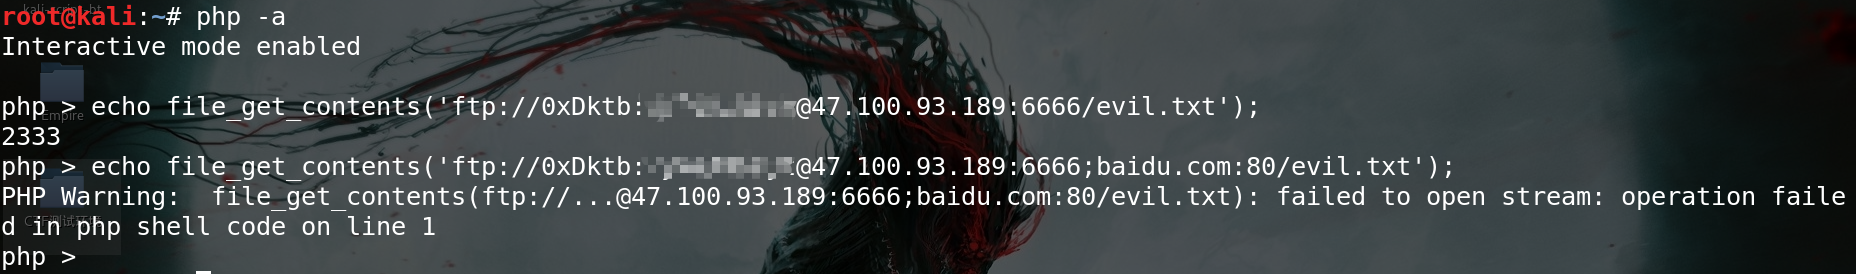 root@kali:~# php -a
Interactive mode enabled
php > echo file_get_contents('ftp://0xDktb:@47.100.93.189:6666/evil.txt');
Empire
2333
php > echo file_get_contents('ftp://0xDktb:@47.100.93.189:6666;baidu.com:80/evil.txt');
PHP Warning:  file_get_contents(ftp://...@47.100.93.189:6666;baidu.com:80/evil.txt): failed to open stream: operation faile
d in php shell code on line 1
php >